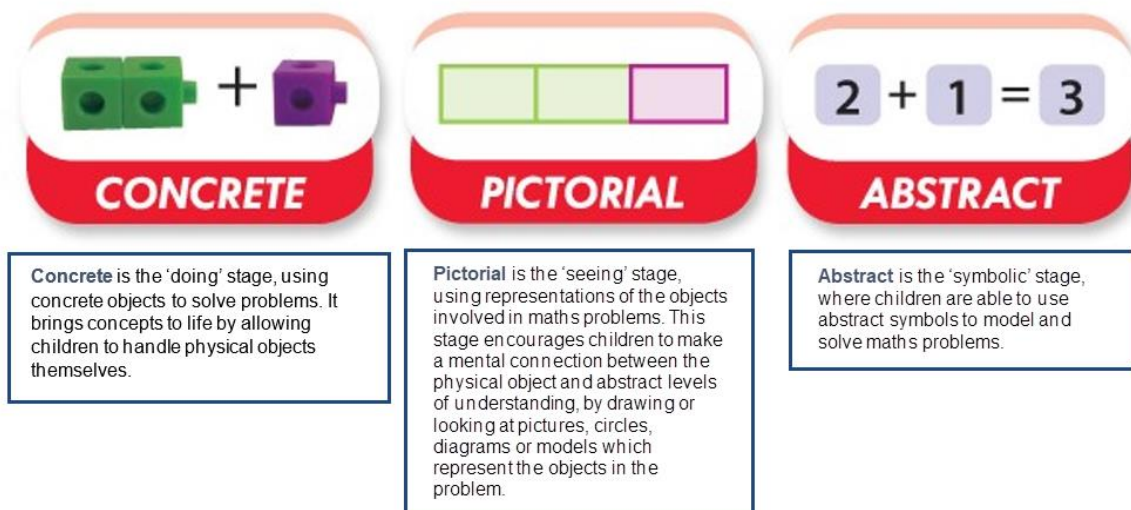 +
2 + 1 = 3
CONCRETE
PICTORIAL
ABSTRACT
Concrete is the ‘doing’ stage, using
concrete objects to solve problems. It
brings concepts to life by allowing
children to handle physical objects
themselves.
Pictorial is the ‘seeing’ stage,
using representations of the objects
involved in maths problems. This
stage encourages children to make
a mental connection between the
physical object and abstract levels
of understanding, by drawing or
looking at pictures, circles,
diagrams or models which
represent the objects in the
problem.
Abstract is the ‘symbolic’ stage,
where children are able to use
abstract symbols to model and
solve maths problems.